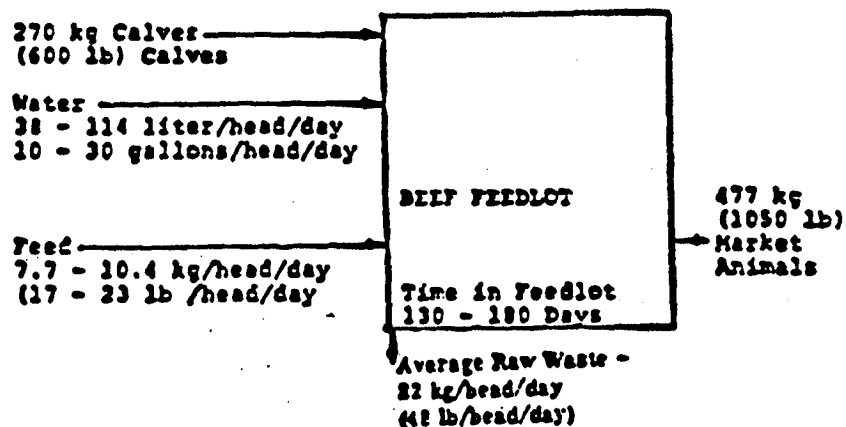 270 kg Calver
(600 lb) Calves
Water
38 - 114 liter/head/day
10 - 30 gallons/head/day
Feed
7.7 - 10.4 kg/head/day
(17 - 23 lb /head/day
BEEF FEEDLOT
Time in Feedlot
130 - 180 Days
477 kg
(1050 lb)
Market
Animals
Average Raw Waste -
22 kg/head/day
(48 lb/head/day)